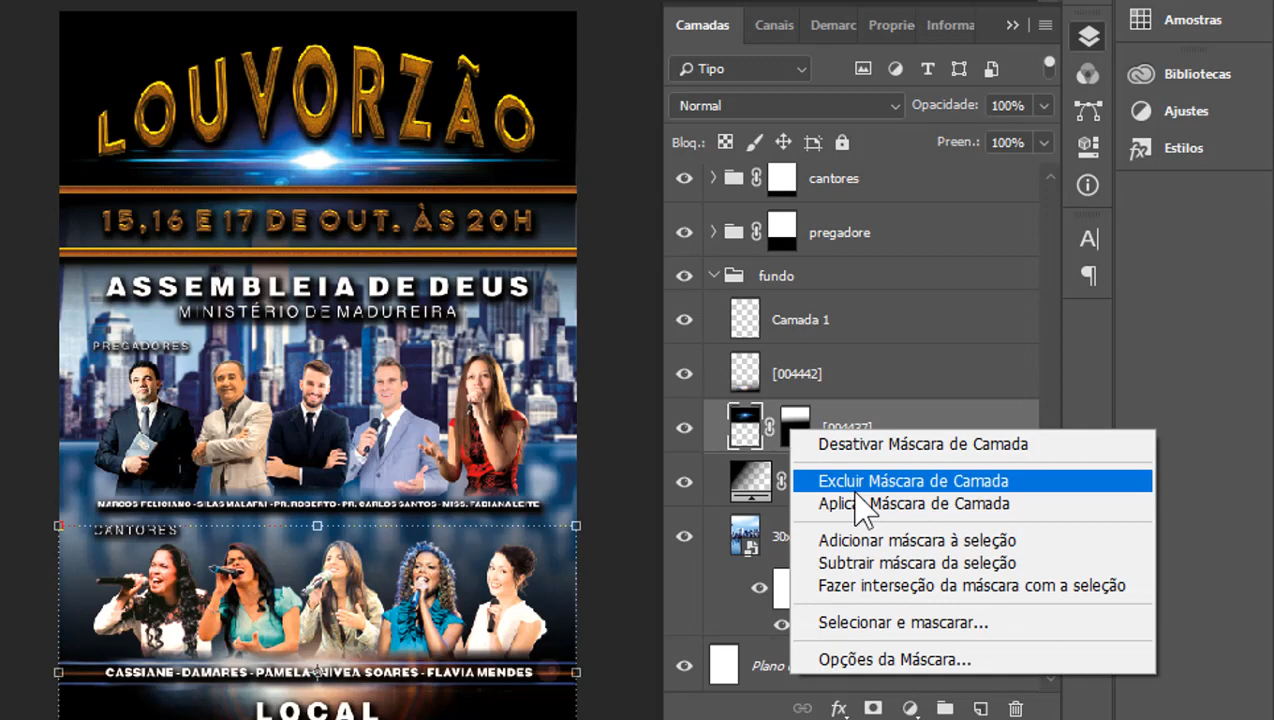 LOUVORZÃO
15,16 E 17 DE OUT. ÀS 20H
ASSEMBLEIA DE DEUS
MINISTÉRIO DE MADUREIRA
PREGADORES
MARCOS FELICIANO - SILAS MALAFAI - PR. ROBERTO - PR. CARLOS SANTOS - MISS. FABIANA LEITE
CANTORES
CASSIANE - DAMARES - PAMELA - NIVEA SOARES - FLAVIA MENDES
LOCAL
Camadas Canais Demarc Proprie Informa
Tipo
Normal Opacidade: 100%
Bloq.: Preen.: 100%
cantores
pregadore
fundo
Camada 1
[004442]
[004437]
30x
Plano
Desativar Máscara de Camada
Excluir Máscara de Camada
Aplicar Máscara de Camada
Adicionar máscara à seleção
Subtrair máscara da seleção
Fazer interseção da máscara com a seleção
Selecionar e mascarar...
Opções da Máscara...
fx
Amostras
Bibliotecas
Ajustes
Estilos